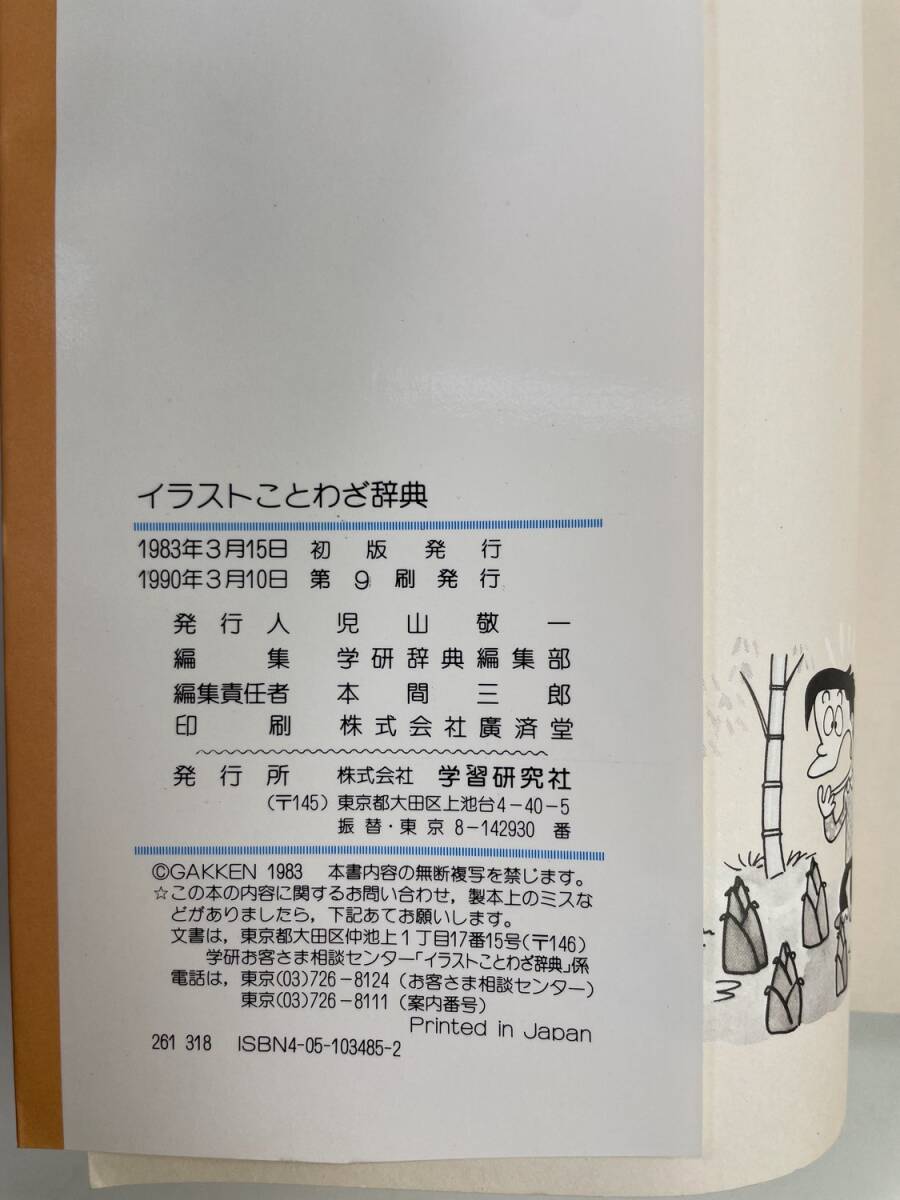 イラストことわざ辞典
1983年3月15日 初版発行
1990年3月10日 第9刷発行
発行人 児山敬一
編集 学研辞典編集部
編集責任者 本間三郎
印刷 株式会社廣済堂
発行所 株式会社 学習研究社
(〒145) 東京都大田区上池台4-40-5
振替・東京8-142930番
©GAKKEN 1983 本書内容の無断複写を禁じます。
☆この本の内容に関するお問い合わせ，製本上のミスな
どがありましたら，下記あてお願いします。
文書は，東京都大田区仲池上1丁目17番15号(〒146)
学研お客さま相談センター「イラストことわざ辞典」係
電話は，東京(03)726-8124 (お客さま相談センター)
東京(03)726-8111 (案内番号)
Printed in Japan
261 318 ISBN4-05-103485-2